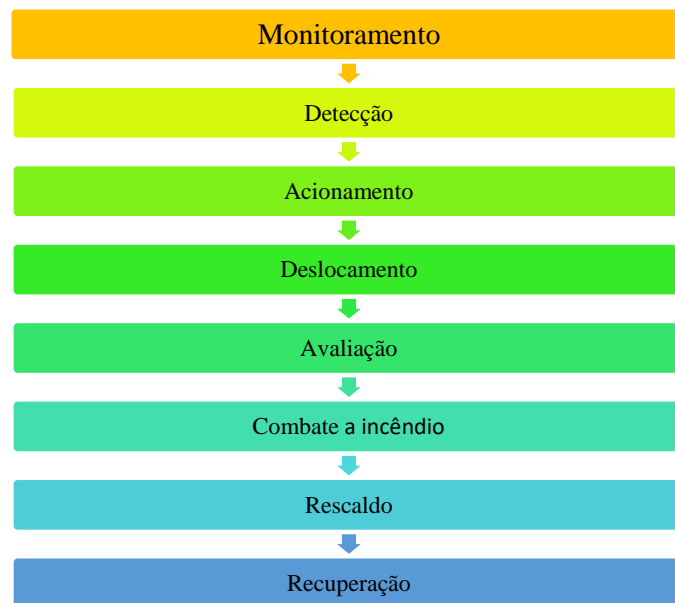 Monitoramento
Detecção
Acionamento
Deslocamento
Avaliação
Combate a incêndio
Rescaldo
Recuperação